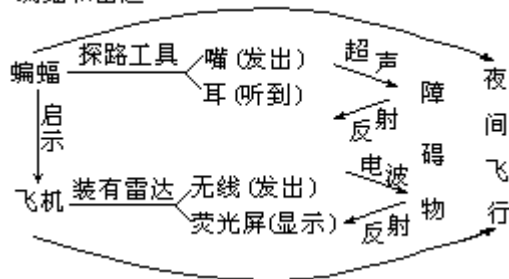 蝙蝠
探路工具
嘴(发出)
耳(听到)
超声
反射
障碍物
夜间飞行
启示
飞机
装有雷达
无线(发出)
荧光屏(显示)
电波
反射